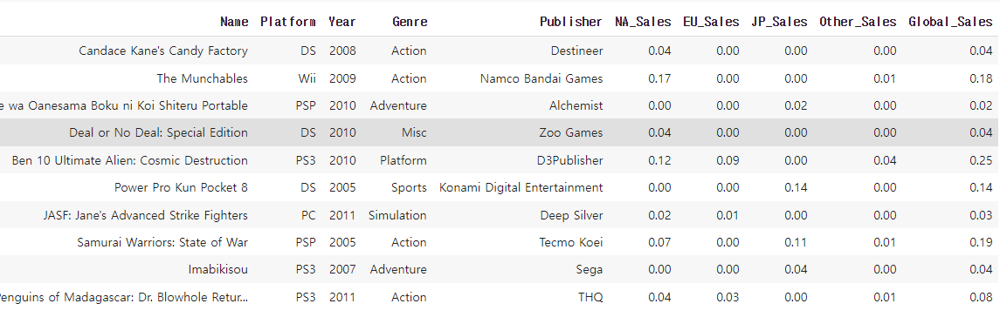 Name Platform Year Genre Publisher NA_Sales EU_Sales JP_Sales Other_Sales Global_Sales
Candace Kane's Candy Factory DS 2008 Action Destineer 0.04 0.00 0.00 0.00 0.04
The Munchables Wii 2009 Action Namco Bandai Games 0.17 0.00 0.00 0.01 0.18
e wa Oanesama Boku ni Koi Shiteru Portable PSP 2010 Adventure Alchemist 0.00 0.00 0.02 0.00 0.02
Deal or No Deal: Special Edition DS 2010 Misc Zoo Games 0.04 0.00 0.00 0.00 0.04
Ben 10 Ultimate Alien: Cosmic Destruction PS3 2010 Platform D3Publisher 0.12 0.09 0.00 0.04 0.25
Power Pro Kun Pocket 8 DS 2005 Sports Konami Digital Entertainment 0.00 0.00 0.14 0.00 0.14
JASF: Jane's Advanced Strike Fighters PC 2011 Simulation Deep Silver 0.02 0.01 0.00 0.00 0.03
Samurai Warriors: State of War PSP 2005 Action Tecmo Koei 0.07 0.00 0.11 0.01 0.19
Imabikisou PS3 2007 Adventure Sega 0.00 0.00 0.04 0.00 0.04
Penguins of Madagascar: Dr. Blowhole Retur... PS3 2011 Action THQ 0.04 0.03 0.00 0.01 0.08